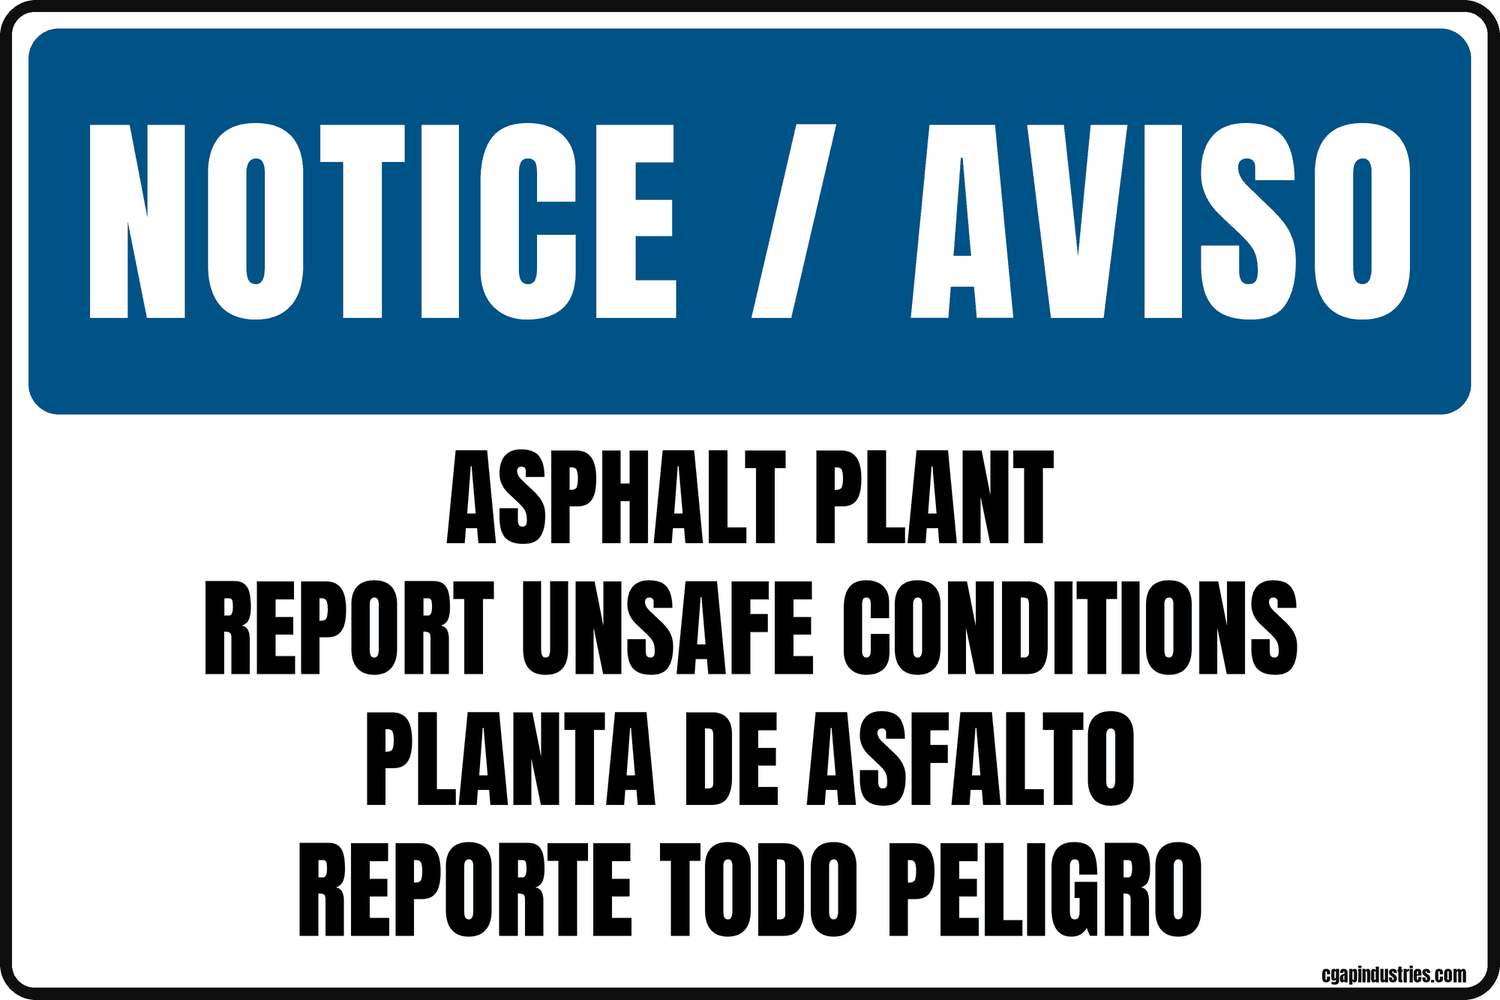 NOTICE / AVISO
ASPHALT PLANT
REPORT UNSAFE CONDITIONS
PLANTA DE ASFALTO
REPORTE TODO PELIGRO
cgapindustries.com